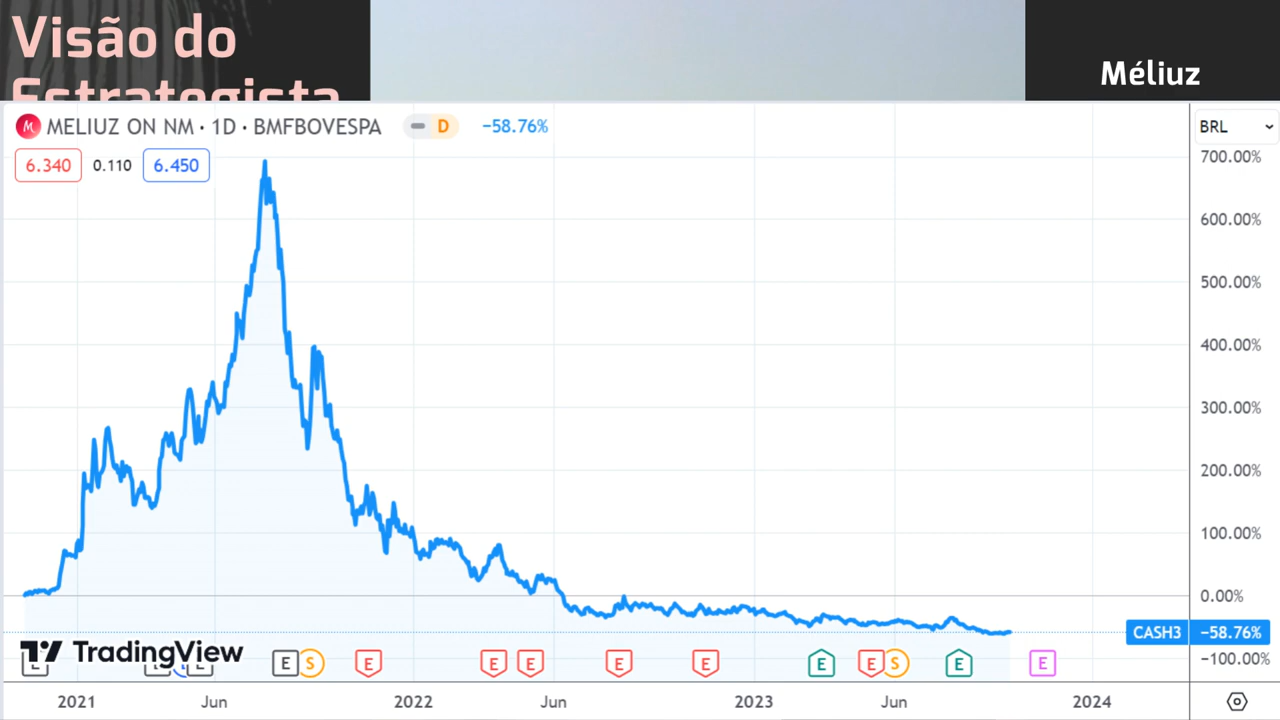 Visão do
Estrategista
Méliuz
MELIUZ ON NM · 1D · BMFBOVESPA
D
−58.76%
BRL
6.340
0.110
6.450
700.00%
600.00%
500.00%
400.00%
300.00%
200.00%
100.00%
0.00%
CASH3
−58.76%
−100.00%
TradingView
E
S
E
E
E
E
E
E
E
S
E
E
2021
Jun
2022
Jun
2023
Jun
2024